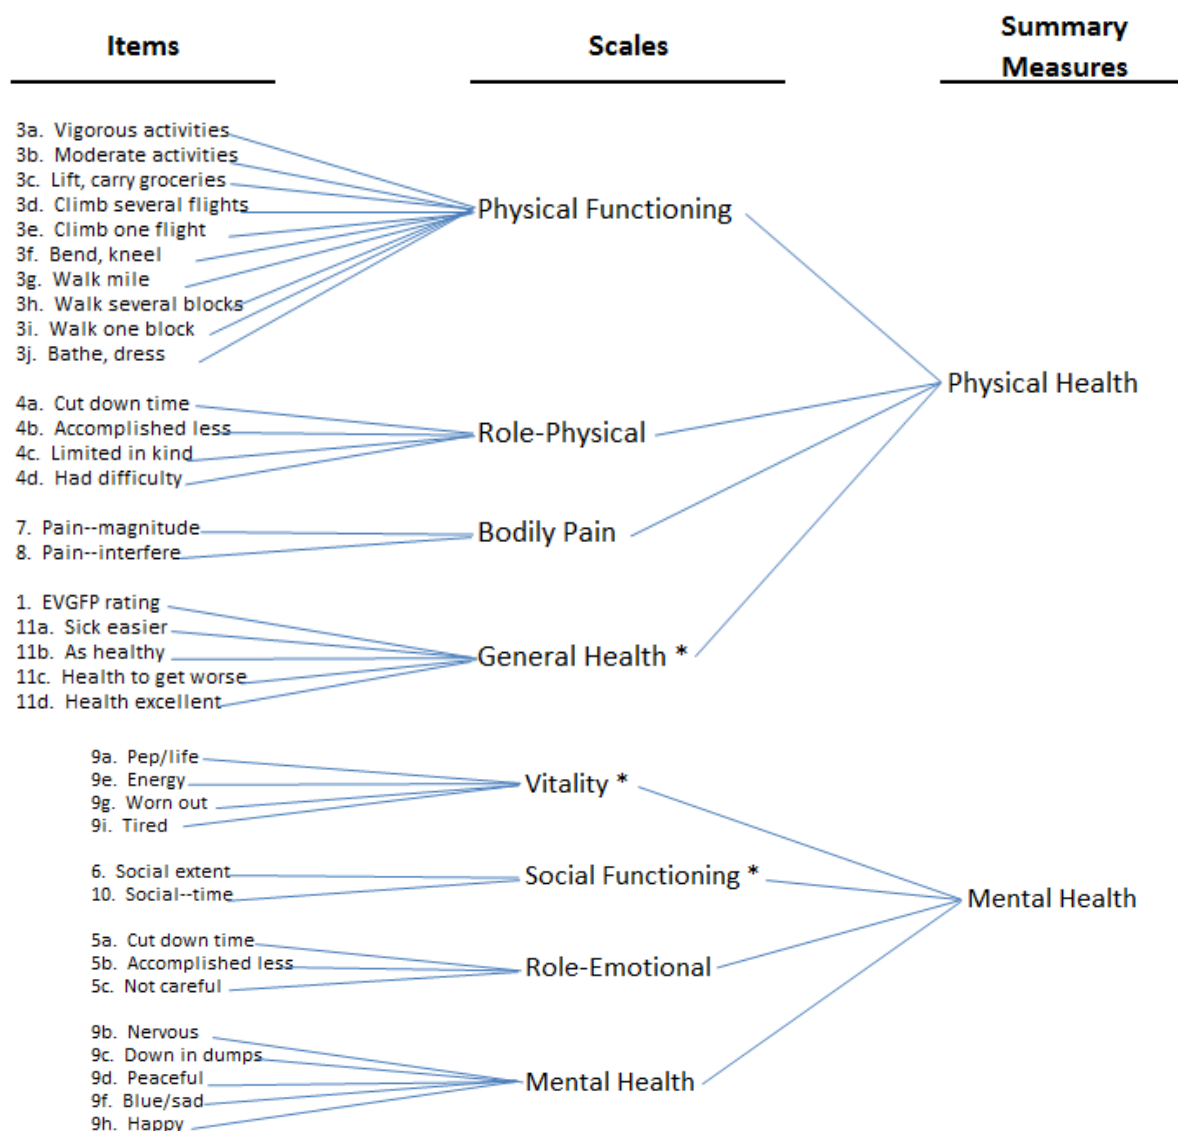 Items
Scales
Summary
Measures
3a. Vigorous activities
3b. Moderate activities
3c. Lift, carry groceries
3d. Climb several flights
3e. Climb one flight
3f. Bend, kneel
3g. Walk mile
3h. Walk several blocks
3i. Walk one block
3j. Bathe, dress
Physical Functioning
4a. Cut down time
4b. Accomplished less
4c. Limited in kind
4d. Had difficulty
Role-Physical
7. Pain--magnitude
8. Pain--interfere
Bodily Pain
1. EVGFP rating
11a. Sick easier
11b. As healthy
11c. Health to get worse
11d. Health excellent
General Health *
Physical Health
9a. Pep/life
9e. Energy
9g. Worn out
9i. Tired
Vitality *
6. Social extent
10. Social--time
Social Functioning *
5a. Cut down time
5b. Accomplished less
5c. Not careful
Role-Emotional
9b. Nervous
9c. Down in dumps
9d. Peaceful
9f. Blue/sad
9h. Happy
Mental Health
Mental Health